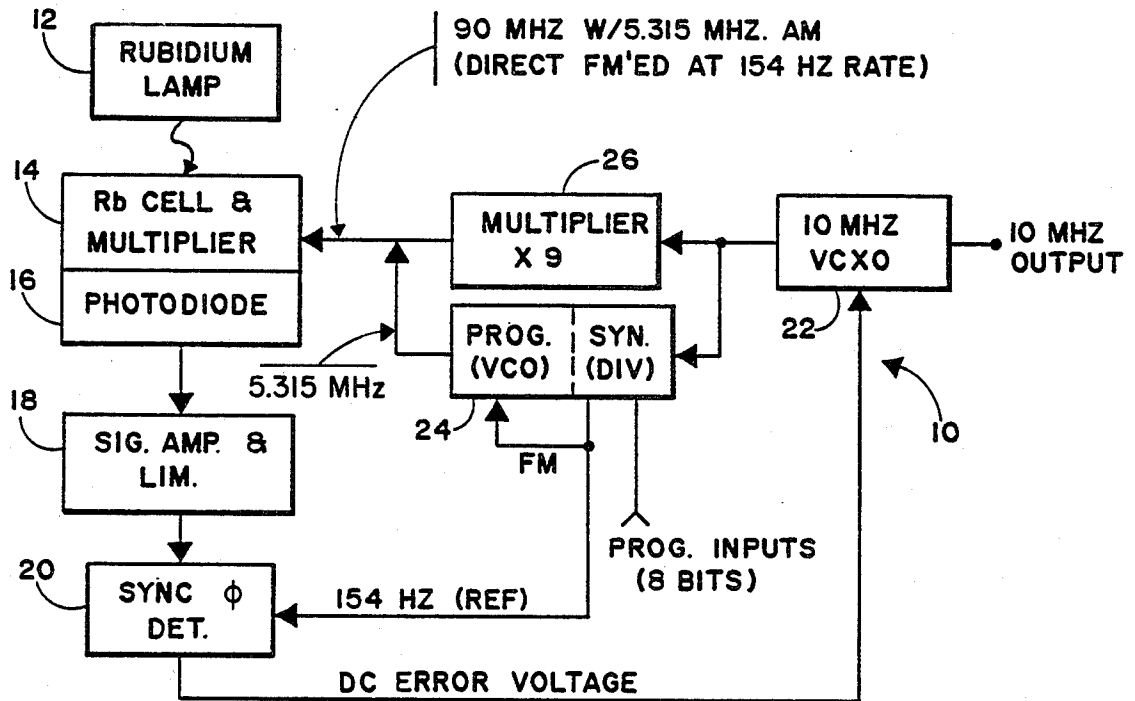 12
RUBIDIUM
LAMP
90 MHZ W/5.315 MHZ. AM
(DIRECT FM'ED AT 154 HZ RATE)
14
Rb CELL &
MULTIPLIER
26
MULTIPLIER
X 9
10 MHZ
VCXO
10 MHZ
OUTPUT
16
PHOTODIODE
5.315 MHz
PROG.
(VCO)
SYN.
(DIV)
22
24
FM
10
18
SIG. AMP. &
LIM.
PROG. INPUTS
(8 BITS)
20
SYNC ϕ
DET.
154 HZ (REF)
DC ERROR VOLTAGE